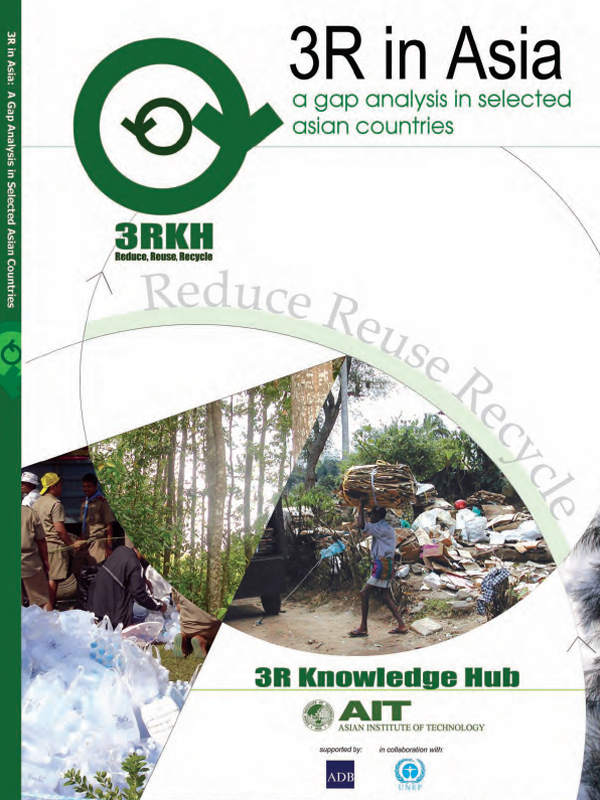 3R in Asia: A Gap Analysis in Selected Asian Countries
3R in Asia
a gap analysis in selected
asian countries
3RKH
Reduce, Reuse, Recycle
Reduce Reuse Recycle
3R Knowledge Hub
AIT
ASIAN INSTITUTE OF TECHNOLOGY
supported by:
in collaboration with:
ADB
UNEP